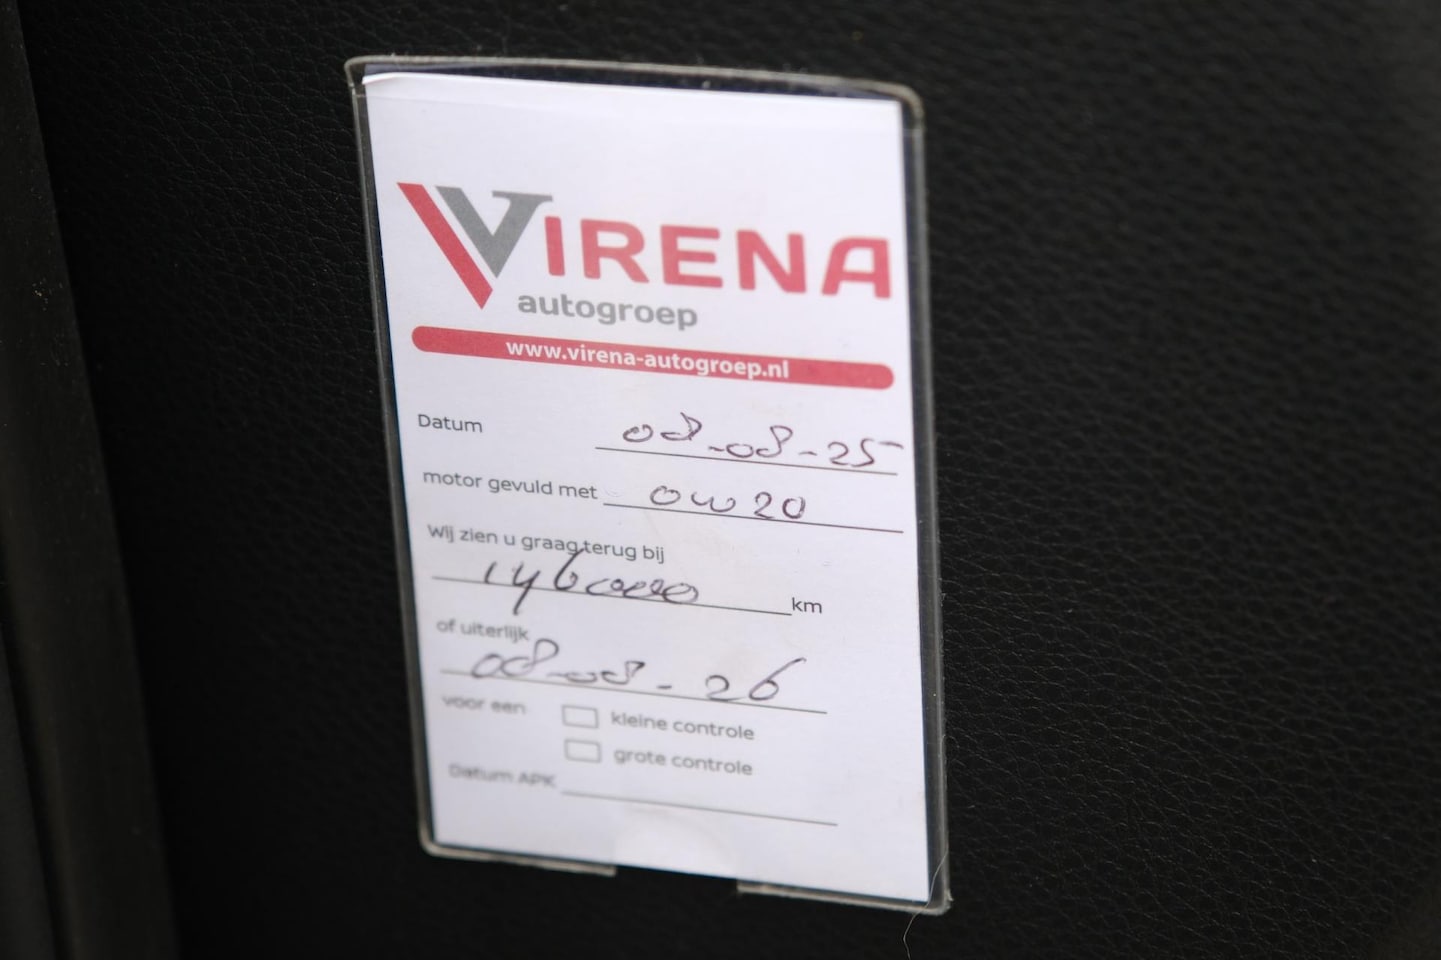 VIRENA
autogroep
www.virena-autogroep.nl
Datum 08-08-25
motor gevuld met 0w20
Wij zien u graag terug bij
146000 km
of uiterlijk
08-08-26
voor een kleine controle
grote controle
Datum APK